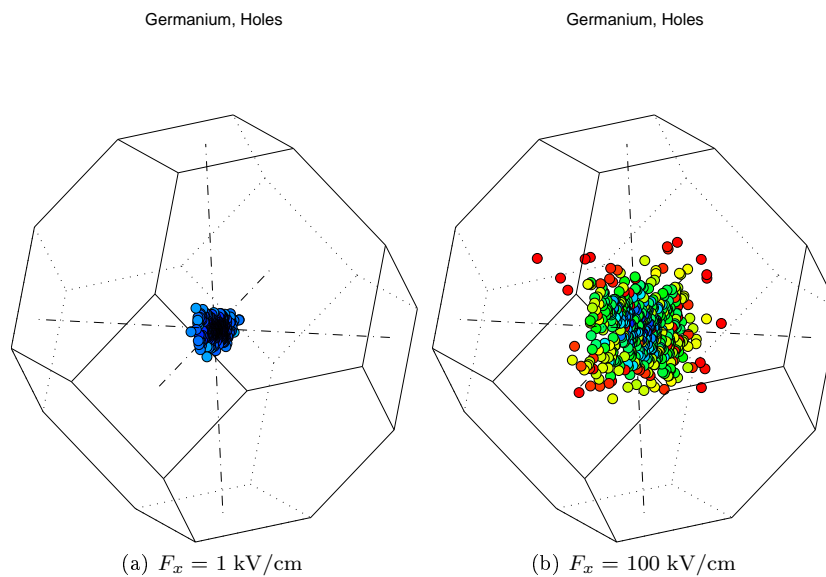 Germanium, Holes
Germanium, Holes
(a) F_x = 1 kV/cm
(b) F_x = 100 kV/cm